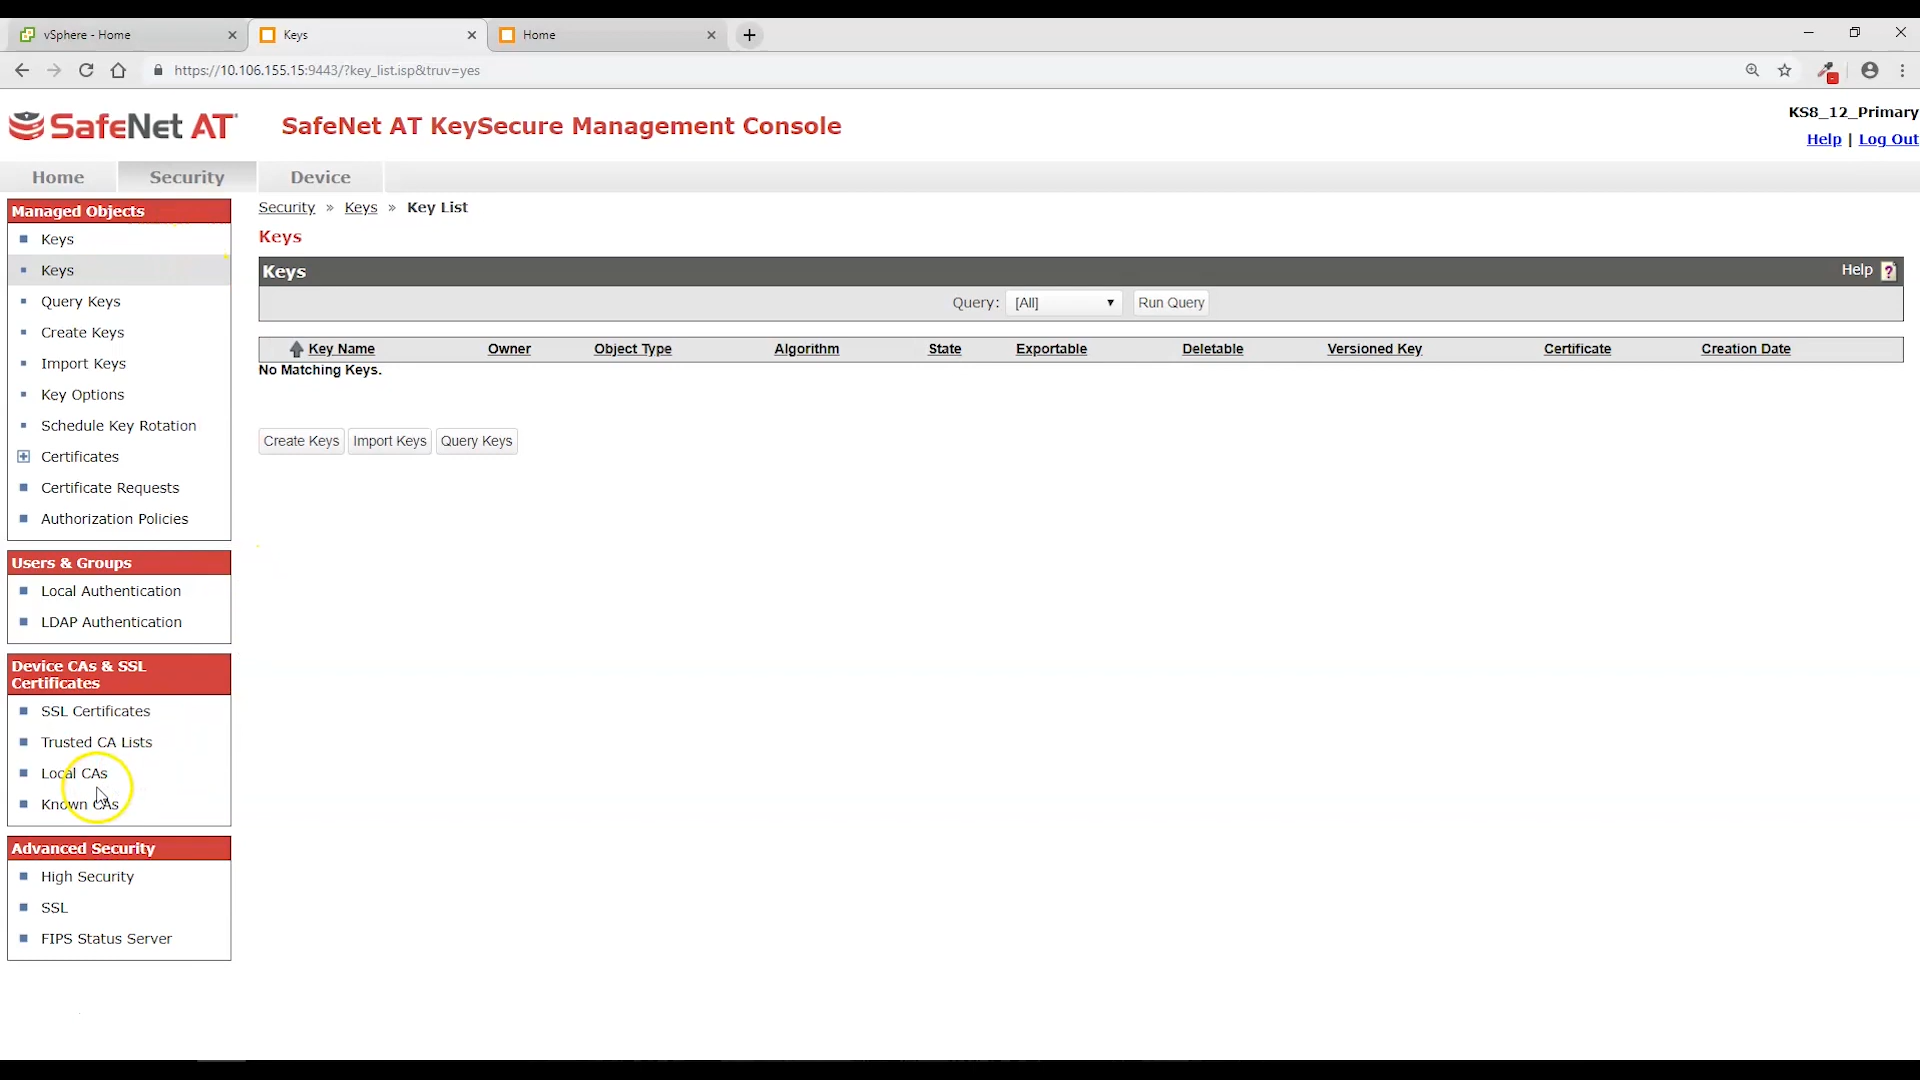 vSphere - Home
Keys
Home
https://10.106.155.15:9443/?key_list.isp&truv=yes
SafeNet AT
SafeNet AT KeySecure Management Console
KS8_12_Primary
Help | Log Out
Home
Security
Device
Managed Objects
Keys
Keys
Query Keys
Create Keys
Import Keys
Key Options
Schedule Key Rotation
Certificates
Certificate Requests
Authorization Policies
Users & Groups
Local Authentication
LDAP Authentication
Device CAs & SSL
Certificates
SSL Certificates
Trusted CA Lists
Local CAs
Known CAs
Advanced Security
High Security
SSL
FIPS Status Server
Security » Keys » Key List
Keys
Keys
Help ?
Query: [All] Run Query
Key Name Owner Object Type Algorithm State Exportable Deletable Versioned Key Certificate Creation Date
No Matching Keys.
Create Keys Import Keys Query Keys